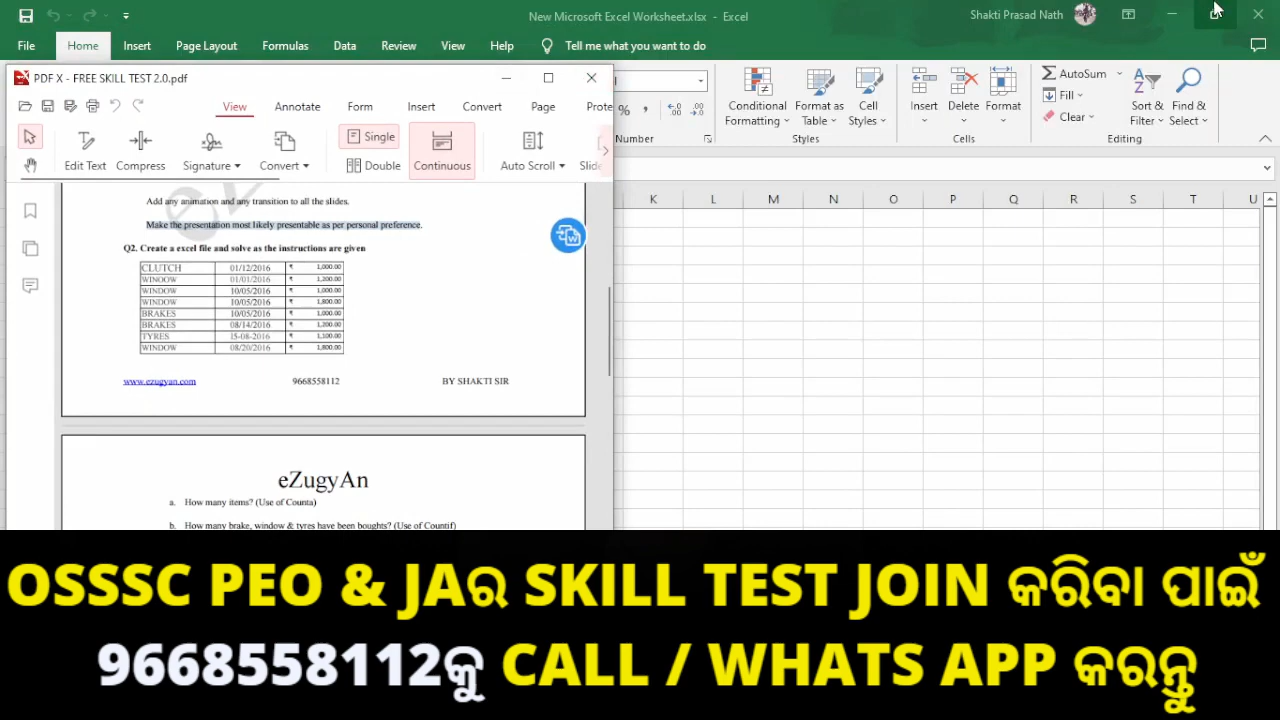 New Microsoft Excel Worksheet.xlsx - Excel
Shakti Prasad Nath
File Home Insert Page Layout Formulas Data Review View Help Tell me what you want to do
PDF X - FREE SKILL TEST 2.0.pdf
View Annotate Form Insert Convert Page Prote
Edit Text Compress Signature Convert Single Double Continuous Auto Scroll Slide
Number
Conditional Formatting Format as Table Cell Styles
Styles
Insert Delete Format
Cells
AutoSum
Fill
Clear
Sort & Filter Find & Select
Editing
K L M N O P Q R S T U
Add any animation and any transition to all the slides.
Make the presentation most likely presentable as per personal preference.
Q2. Create a excel file and solve as the instructions are given
CLUTCH 01/12/2016 ₹ 1,000.00
WINOOW 01/01/2016 ₹ 1,200.00
WINDOW 10/05/2016 ₹ 1,000.00
WINDOW 10/05/2016 ₹ 1,800.00
BRAKES 10/05/2016 ₹ 1,000.00
BRAKES 08/14/2016 ₹ 1,200.00
TYRES 15-08-2016 ₹ 1,100.00
WINDOW 08/20/2016 ₹ 1,800.00
www.ezugyan.com 9668558112 BY SHAKTI SIR
eZugyAn
a. How many items? (Use of Counta)
b. How many brake, window & tyres have been boughts? (Use of Countif)
OSSSC PEO & JAର SKILL TEST JOIN କରିବା ପାଇଁ
9668558112କୁ CALL / WHATS APP କରନ୍ତୁ